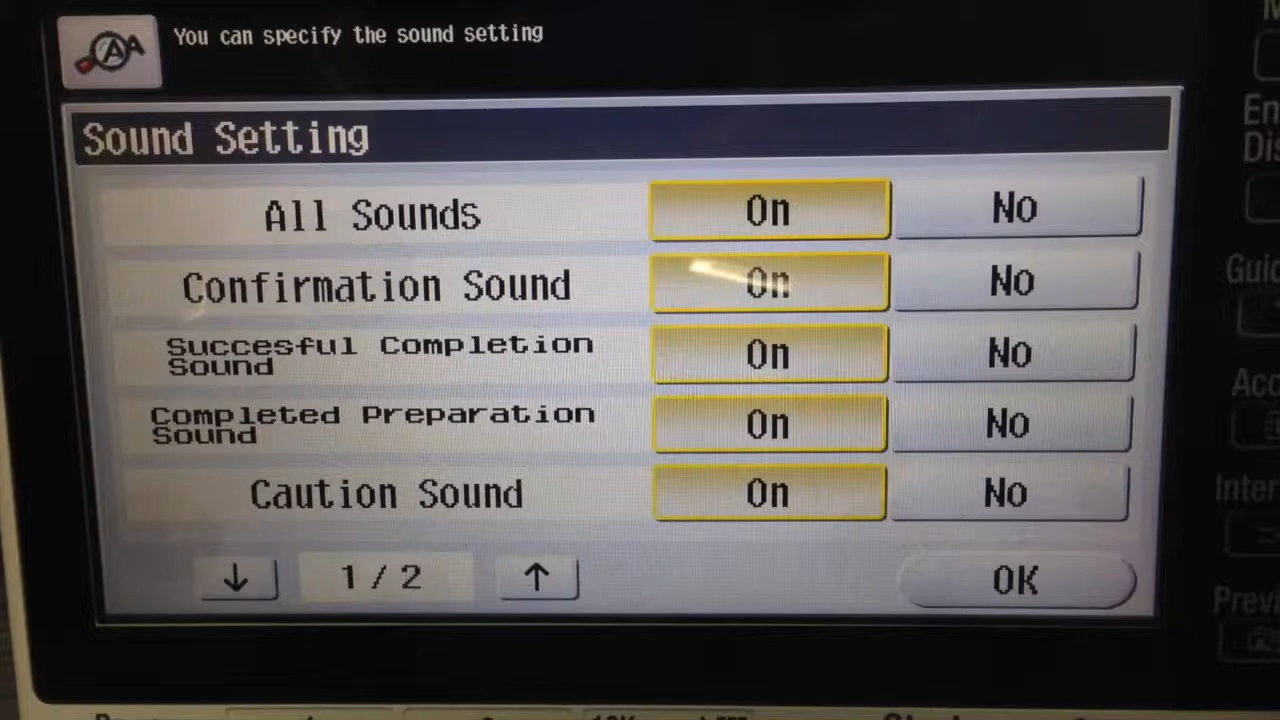 You can specify the sound setting
Sound Setting
All Sounds On No
Confirmation Sound On No
Succesful Completion
Sound
On No
Completed Preparation
Sound
On No
Caution Sound On No
↓ 1/2 ↑ OK